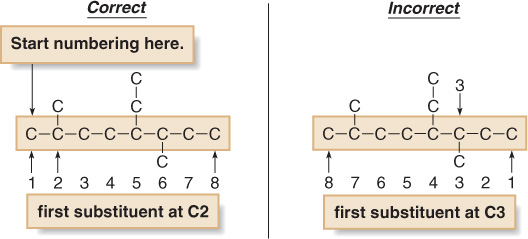 Correct
Start numbering here.
C
C C
C–C–C–C–C–C–C–C
C
1 2 3 4 5 6 7 8
first substituent at C2
Incorrect
C
3
C C
C–C–C–C–C–C–C–C
C
8 7 6 5 4 3 2 1
first substituent at C3